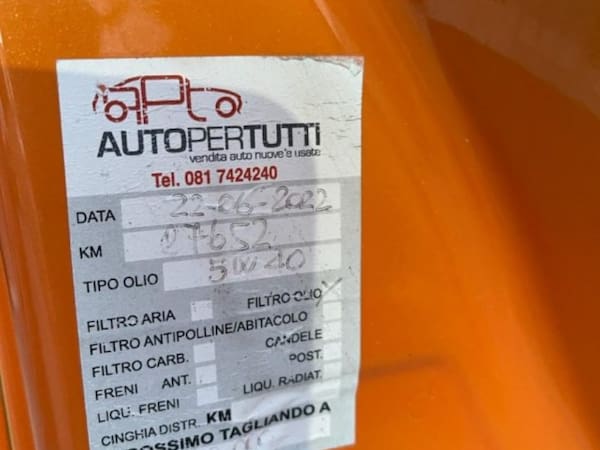 AUTOPERTUTTI
vendita auto nuove e usate
Tel. 081 7424240
DATA 22-06-2022
KM 07652
TIPO OLIO 5W40
FILTRO ARIA FILTRO OLIO X
FILTRO ANTIPOLLINE/ABITACOLO
FILTRO CARB. CANDELE
FRENI ANT. POST.
LIQU. FRENI LIQU. RADIAT.
CINGHIA DISTR. KM
TAGLIANDO A